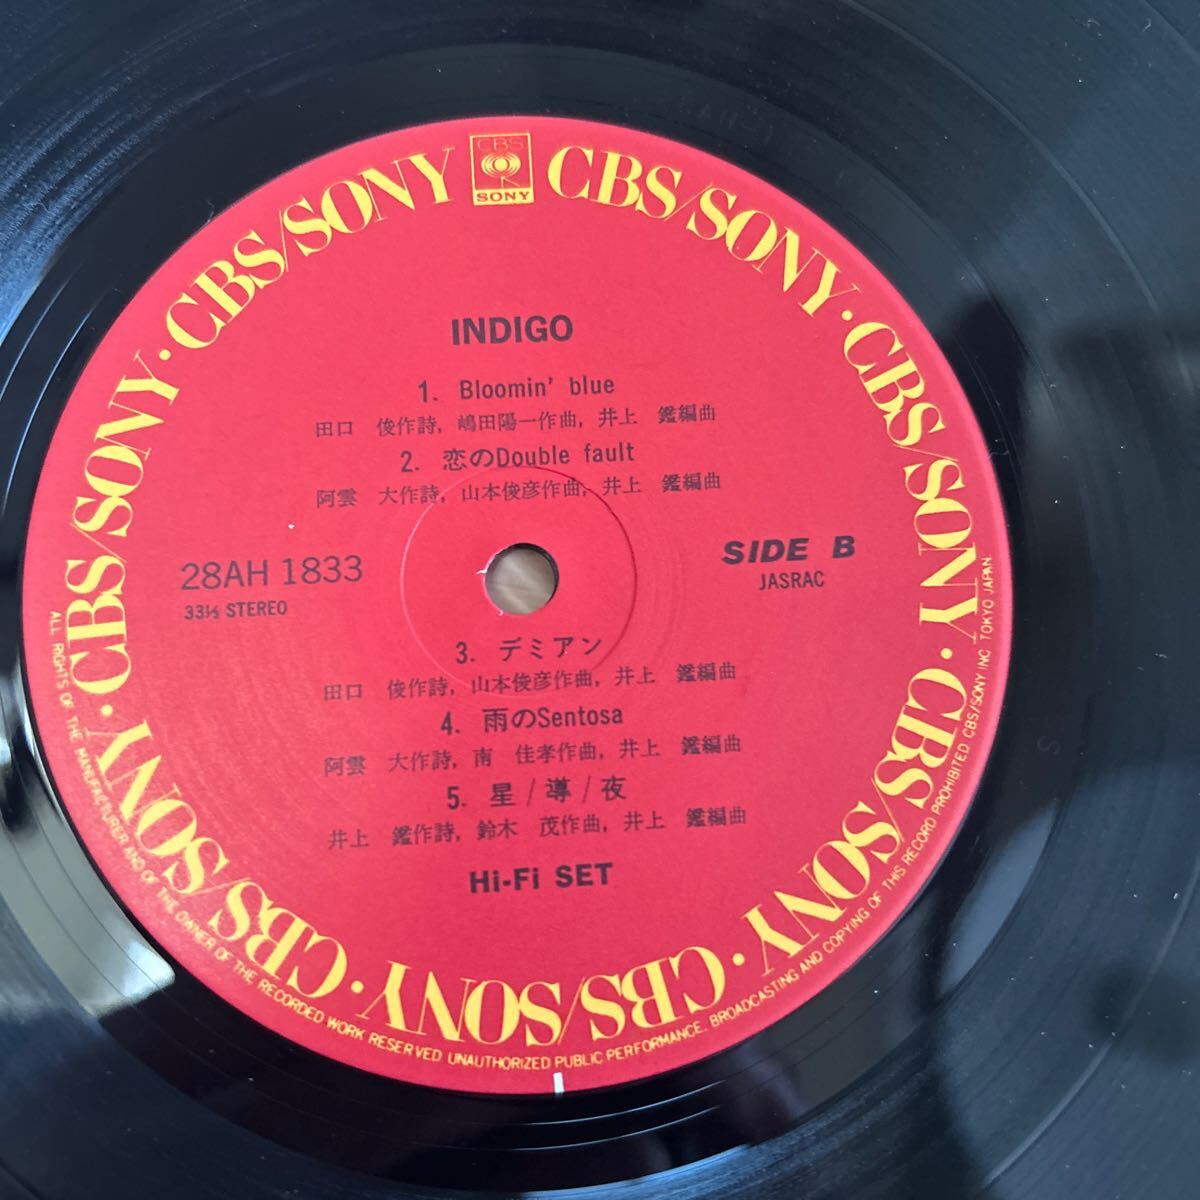 CBS
SONY
CBS/SONY · CBS/SONY · CBS/SONY · CBS/SONY · CBS/SONY · CBS/SONY · CBS/SONY · CBS/SONY
INDIGO
1. Bloomin' blue
田口 俊作詩, 嶋田陽一作曲, 井上 鑑編曲
2. 恋のDouble fault
阿雲 大作詩, 山本俊彦作曲, 井上 鑑編曲
28AH 1833
33⅓ STEREO
SIDE B
JASRAC
3. デミアン
田口 俊作詩, 山本俊彦作曲, 井上 鑑編曲
4. 雨のSentosa
阿雲 大作詩, 南 佳孝作曲, 井上 鑑編曲
5. 星/導/夜
井上 鑑作詩, 鈴木 茂作曲, 井上 鑑編曲
Hi-Fi SET
ALL RIGHTS OF THE MANUFACTURER AND OF THE OWNER OF THE RECORDED WORK RESERVED. UNAUTHORIZED PUBLIC PERFORMANCE, BROADCASTING AND COPYING OF THIS RECORD PROHIBITED CBS/SONY INC TOKYO JAPAN